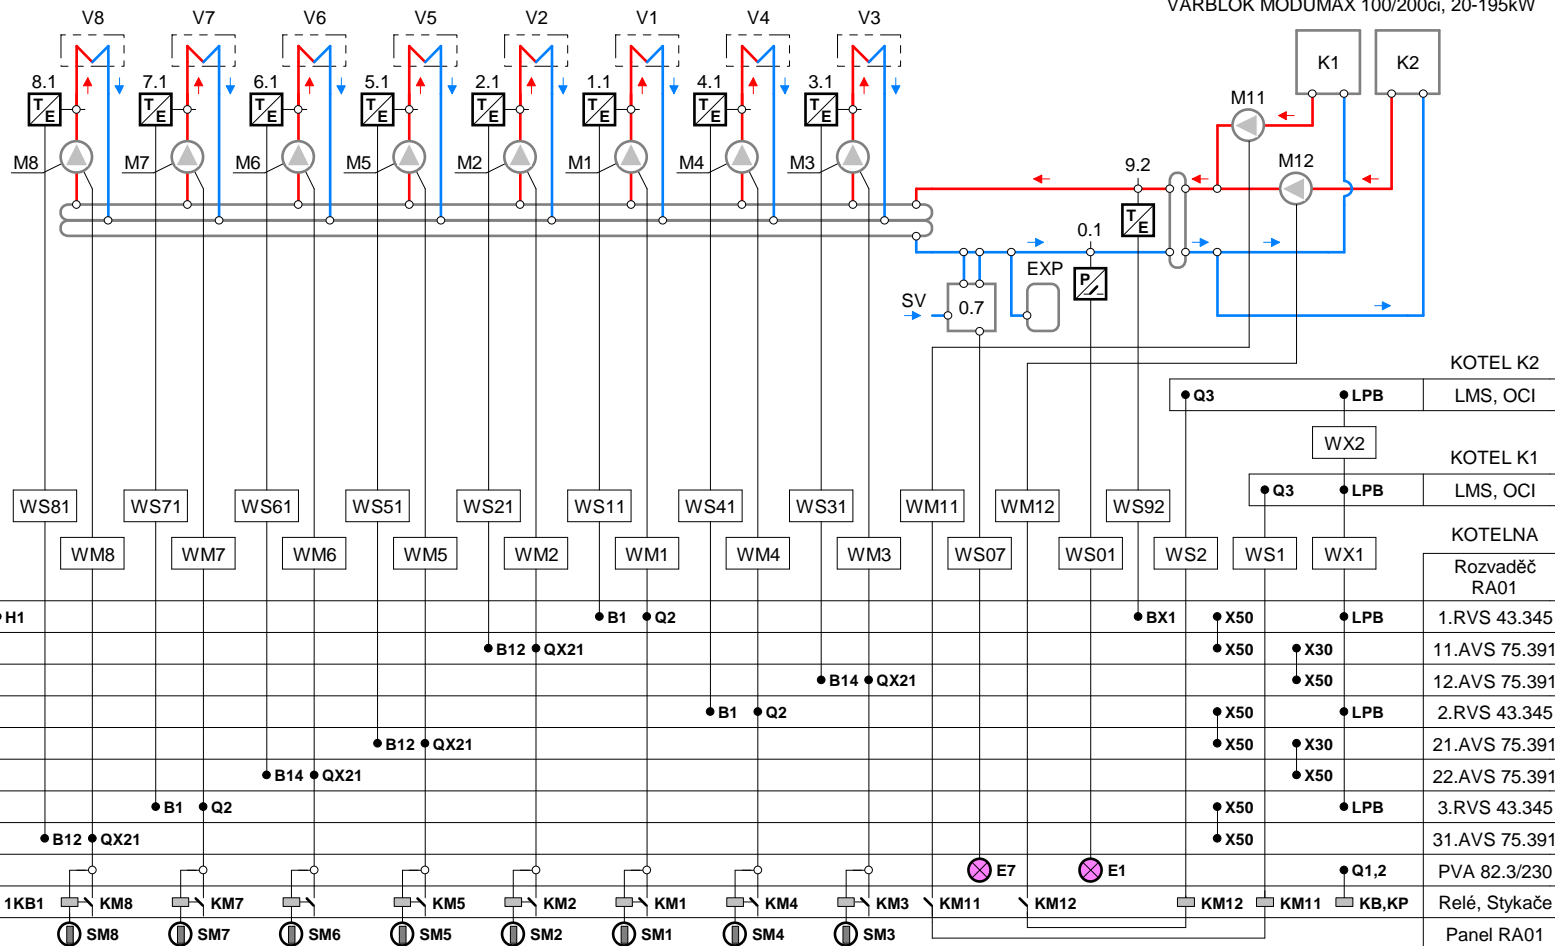 VARBLOK MODUMAX 100/200ci, 20-195kW
V8 V7 V6 V5 V2 V1 V4 V3
K1 K2
8.1 7.1 6.1 5.1 2.1 1.1 4.1 3.1
T/E T/E T/E T/E T/E T/E T/E T/E
M11
M8 M7 M6 M5 M2 M1 M4 M3
M12
9.2
T/E
0.1
EXP
P
SV
0.7
KOTEL K2
Q3 LPB LMS, OCI
WX2
KOTEL K1
Q3 LPB LMS, OCI
WS81 WS71 WS61 WS51 WS21 WS11 WS41 WS31 WM11 WM12 WS92
KOTELNA
WM8 WM7 WM6 WM5 WM2 WM1 WM4 WM3 WS07 WS01 WS2 WS1 WX1
Rozvaděč
RA01
H1 B1 Q2 BX1 X50 LPB 1.RVS 43.345
B12 QX21 X50 X30 11.AVS 75.391
B14 QX21 X50 12.AVS 75.391
B1 Q2 X50 LPB 2.RVS 43.345
B12 QX21 X50 X30 21.AVS 75.391
B14 QX21 X50 22.AVS 75.391
B1 Q2 X50 LPB 3.RVS 43.345
B12 QX21 X50 31.AVS 75.391
E7 E1 Q1,2 PVA 82.3/230
1KB1 KM8 KM7 KM5 KM2 KM1 KM4 KM3 KM11 KM12 KM12 KM11 KB,KP Relé, Stykače
SM8 SM7 SM6 SM5 SM2 SM1 SM4 SM3 Panel RA01